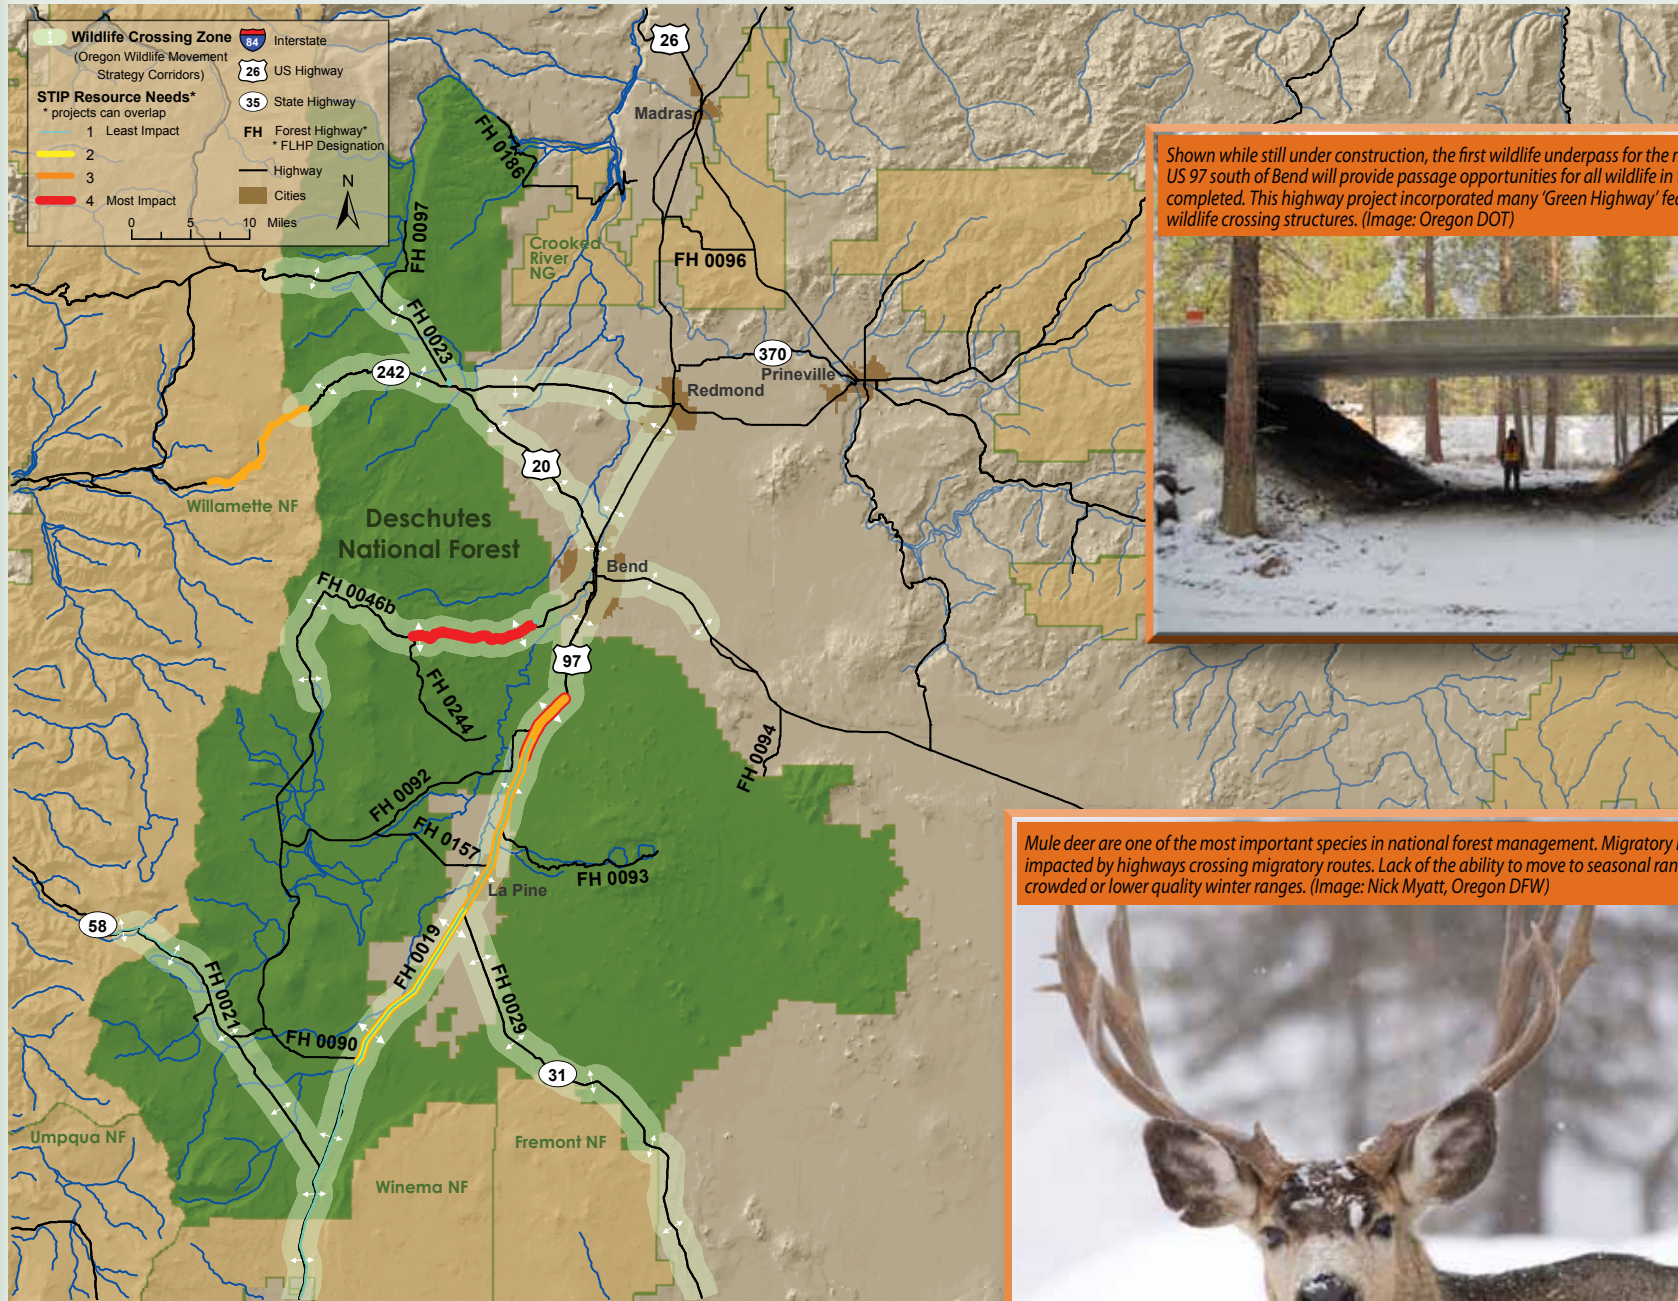 Wildlife Crossing Zone
(Oregon Wildlife Movement
Strategy Corridors)
STIP Resource Needs*
* projects can overlap
1 Least Impact
2
3
4 Most Impact
0 5 10 Miles
84 Interstate
26 US Highway
35 State Highway
FH Forest Highway*
* FLHP Designation
Highway
Cities
N
26
Madras
FH 0186
FH 0097
Crooked
River
NG
FH 0096
FH 0023
370
Prineville
242
Redmond
20
Willamette NF
Deschutes
National Forest
Bend
FH 0046b
97
FH 0244
FH 0094
FH 0092
FH 0157
FH 0093
La Pine
58
FH 0019
FH 0021
FH 0029
FH 0090
31
Umpqua NF
Fremont NF
Winema NF
Shown while still under construction, the first wildlife underpass for the
US 97 south of Bend will provide passage opportunities for all wildlife in
completed. This highway project incorporated many ‘Green Highway’
wildlife crossing structures. (Image: Oregon DOT)
Mule deer are one of the most important species in national forest management. Migratory
impacted by highways crossing migratory routes. Lack of the ability to move to seasonal
crowded or lower quality winter ranges. (Image: Nick Myatt, Oregon DFW)